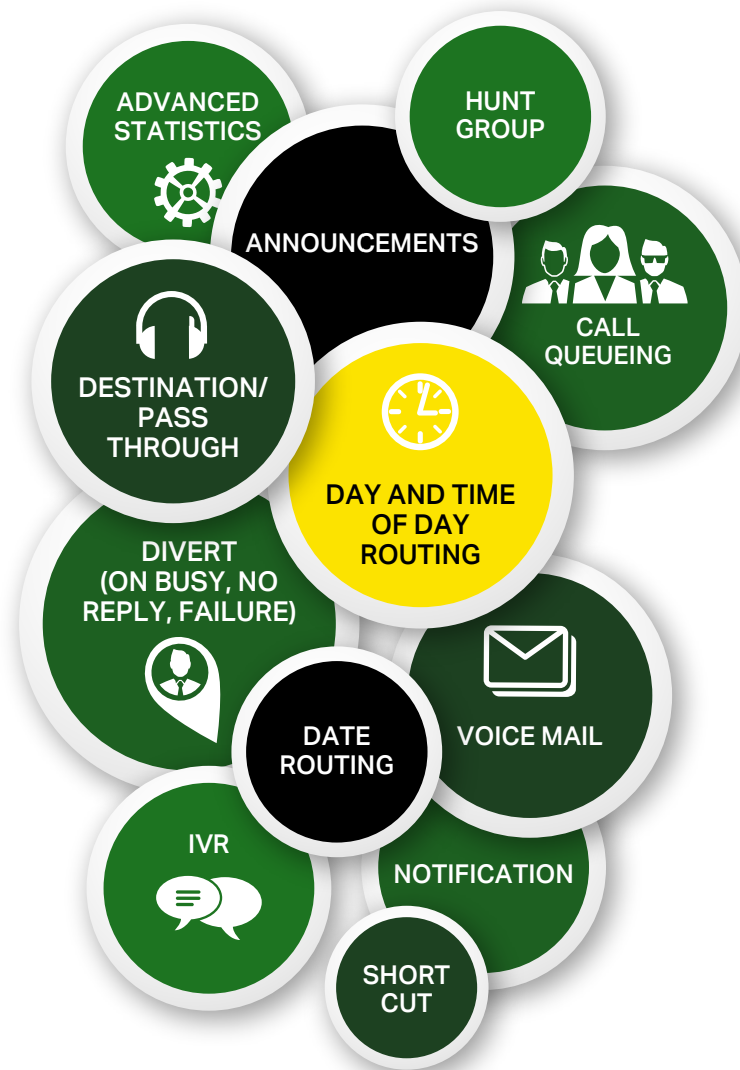 ADVANCED
STATISTICS
HUNT
GROUP
ANNOUNCEMENTS
CALL
QUEUEING
DESTINATION/
PASS
THROUGH
DAY AND TIME
OF DAY
ROUTING
DIVERT
(ON BUSY, NO
REPLY, FAILURE)
DATE
ROUTING
VOICE MAIL
IVR
NOTIFICATION
SHORT
CUT